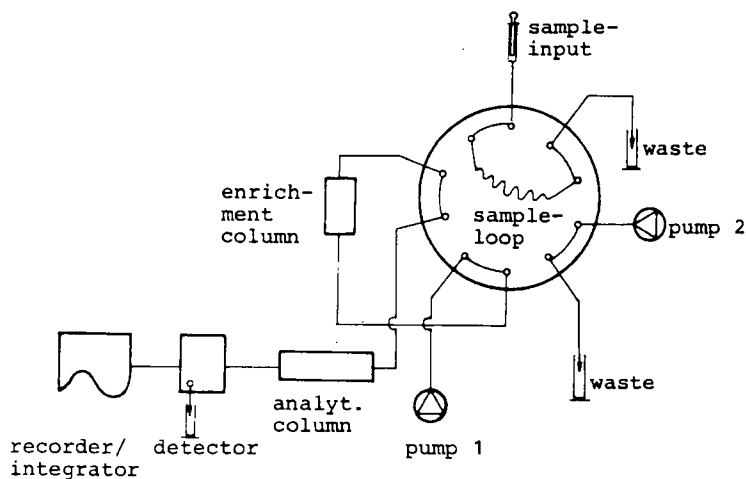 sample-
input
waste
enrich-
ment
column
sample-
loop
pump 2
waste
analyt.
column
pump 1
recorder/
integrator
detector